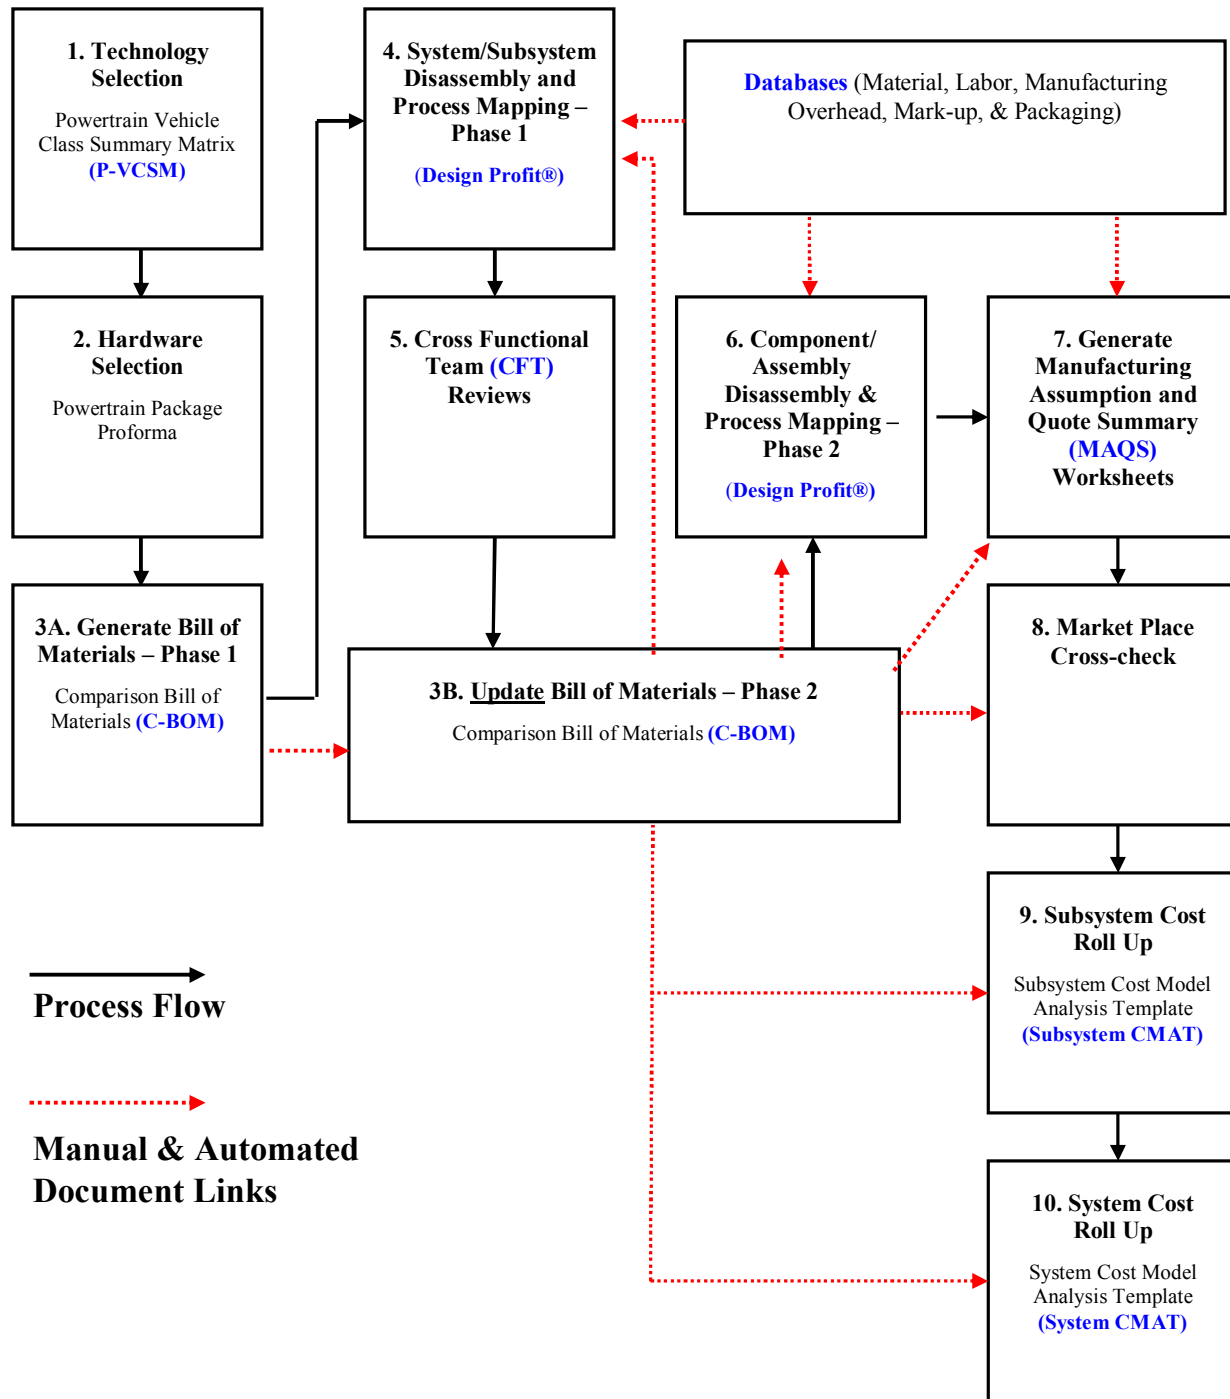 1. Technology
Selection
Powertrain Vehicle
Class Summary Matrix
(P-VCSM)
2. Hardware
Selection
Powertrain Package
Proforma
3A. Generate Bill of
Materials – Phase 1
Comparison Bill of
Materials (C-BOM)
4. System/Subsystem
Disassembly and
Process Mapping –
Phase 1
(Design Profit®)
5. Cross Functional
Team (CFT)
Reviews
3B. Update Bill of Materials – Phase 2
Comparison Bill of Materials (C-BOM)
Databases (Material, Labor, Manufacturing
Overhead, Mark-up, & Packaging)
6. Component/
Assembly
Disassembly &
Process Mapping –
Phase 2
(Design Profit®)
7. Generate
Manufacturing
Assumption and
Quote Summary
(MAQS)
Worksheets
8. Market Place
Cross-check
9. Subsystem Cost
Roll Up
Subsystem Cost Model
Analysis Template
(Subsystem CMAT)
10. System Cost
Roll Up
System Cost Model
Analysis Template
(System CMAT)
Process Flow
Manual & Automated
Document Links